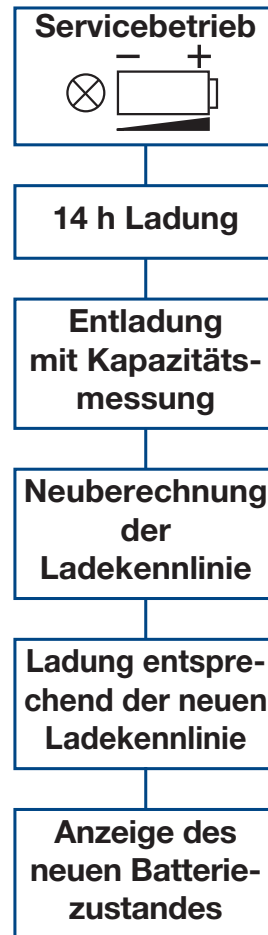 Servicebetrieb
− +
14 h Ladung
Entladung
mit Kapazitäts-
messung
Neuberechnung
der
Ladekennlinie
Ladung entspre-
chend der neuen
Ladekennlinie
Anzeige des
neuen Batterie-
zustandes